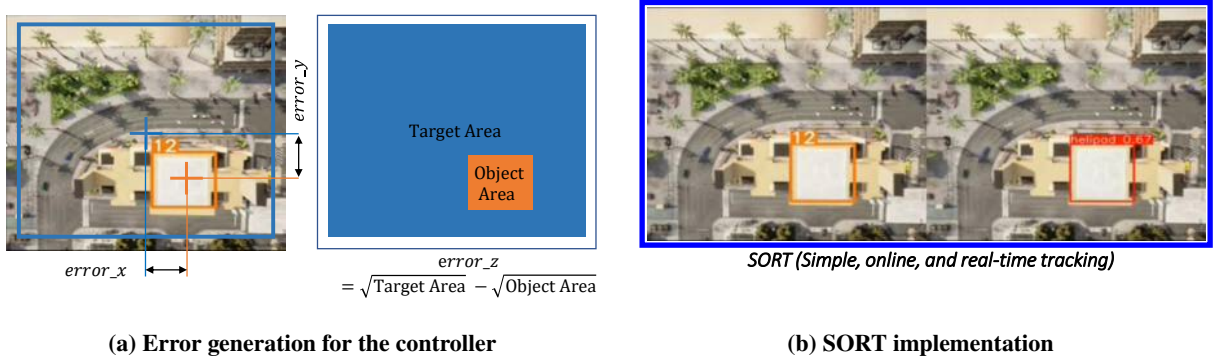 12
error_y
error_x
Target Area
Object
Area
error_z
= √Target Area − √Object Area
(a) Error generation for the controller
12
helipad 0.67
SORT (Simple, online, and real-time tracking)
(b) SORT implementation